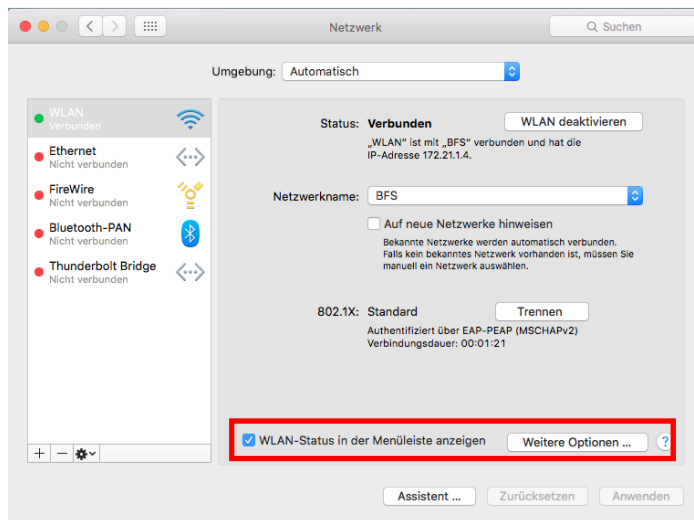 Netzwerk
Suchen
Umgebung: Automatisch
WLAN
Verbunden
Ethernet
Nicht verbunden
FireWire
Nicht verbunden
Bluetooth-PAN
Nicht verbunden
Thunderbolt Bridge
Nicht verbunden
Status: Verbunden
WLAN deaktivieren
„WLAN“ ist mit „BFS“ verbunden und hat die
IP-Adresse 172.21.1.4.
Netzwerkname: BFS
Auf neue Netzwerke hinweisen
Bekannte Netzwerke werden automatisch verbunden.
Falls kein bekanntes Netzwerk vorhanden ist, müssen Sie
manuell ein Netzwerk auswählen.
802.1X: Standard
Trennen
Authentifiziert über EAP-PEAP (MSCHAPv2)
Verbindungsdauer: 00:01:21
WLAN-Status in der Menüleiste anzeigen
Weitere Optionen ...
?
Assistent ...
Zurücksetzen
Anwenden